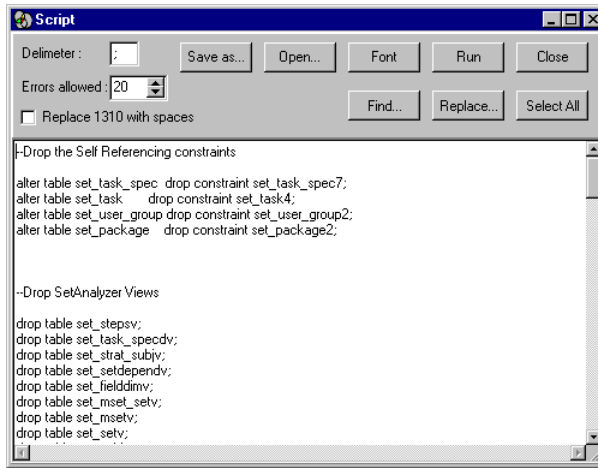 Script
Delimeter : ; Save as... Open... Font Run Close
Errors allowed : 20
Find... Replace... Select All
Replace 1310 with spaces
--Drop the Self Referencing constraints
alter table set_task_spec drop constraint set_task_spec7;
alter table set_task drop constraint set_task4;
alter table set_user_group drop constraint set_user_group2;
alter table set_package drop constraint set_package2;
--Drop SetAnalyzer Views
drop table set_stepsv;
drop table set_task_specdv;
drop table set_strat_subjv;
drop table set_setdependv;
drop table set_fielddimv;
drop table set_mset_setv;
drop table set_msetv;
drop table set_setv;